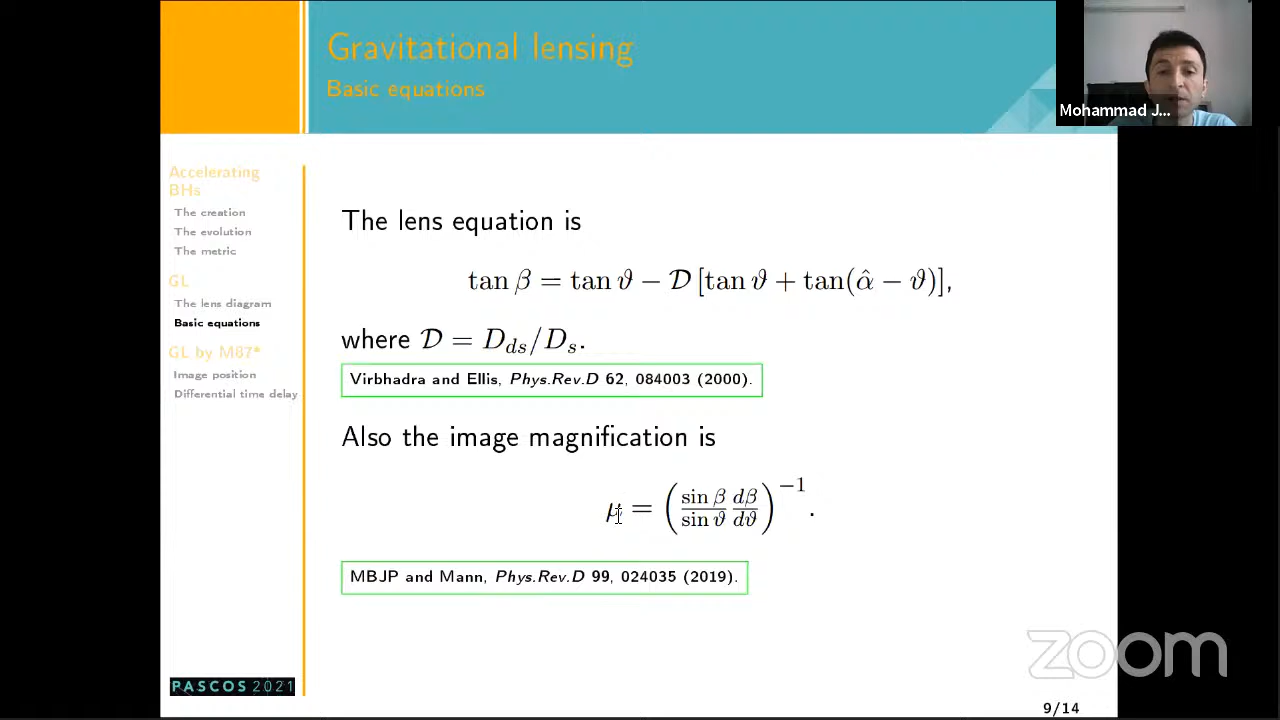 Gravitational lensing
Basic equations
Mohammad J...
Accelerating
BHs
The creation
The evolution
The metric
GL
The lens diagram
Basic equations
GL by M87*
Image position
Differential time delay
The lens equation is
tan β = tan ϑ − 𝒟 [tan ϑ + tan(α̂ − ϑ)],
where 𝒟 = D_{ds}/D_s.
Virbhadra and Ellis, Phys.Rev.D 62, 084003 (2000).
Also the image magnification is
μ = (sin β/sin ϑ dβ/dϑ)^{−1}.
MBJP and Mann, Phys.Rev.D 99, 024035 (2019).
PASCOS 2021
zoom
9/14